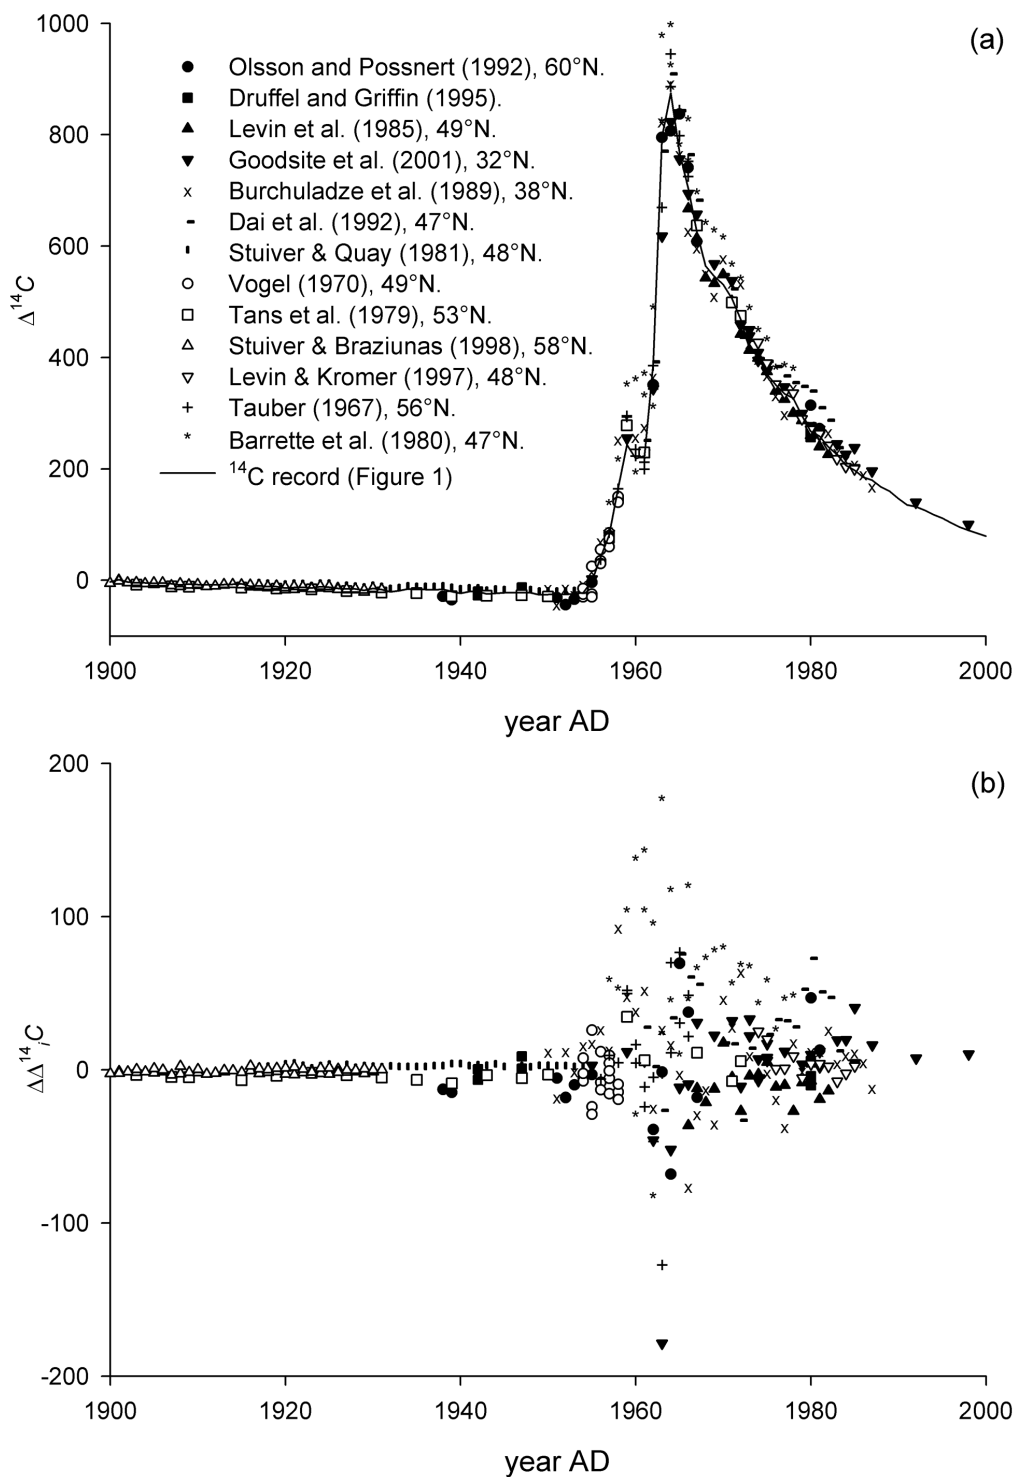 (a)
1000
800
600
400
200
0
Δ¹⁴C
Olsson and Possnert (1992), 60°N.
Druffel and Griffin (1995).
Levin et al. (1985), 49°N.
Goodsite et al. (2001), 32°N.
Burchuladze et al. (1989), 38°N.
Dai et al. (1992), 47°N.
Stuiver & Quay (1981), 48°N.
Vogel (1970), 49°N.
Tans et al. (1979), 53°N.
Stuiver & Braziunas (1998), 58°N.
Levin & Kromer (1997), 48°N.
Tauber (1967), 56°N.
Barrette et al. (1980), 47°N.
¹⁴C record (Figure 1)
1900 1920 1940 1960 1980 2000
year AD
(b)
200
100
0
-100
-200
ΔΔ¹⁴ᵢC
1900 1920 1940 1960 1980 2000
year AD